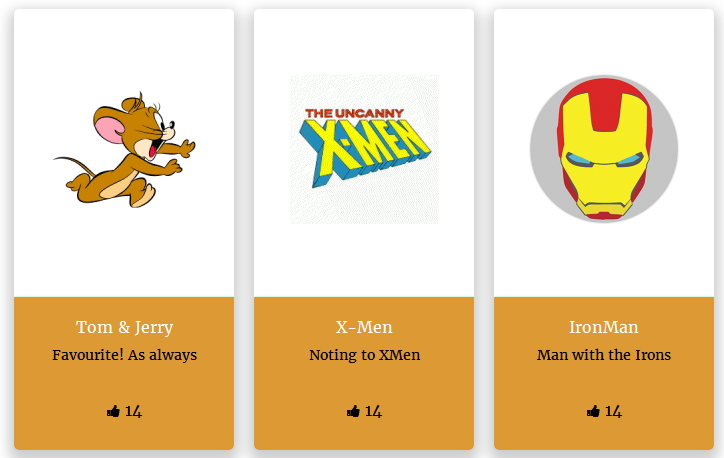 THE UNCANNY
X-MEN
Tom & Jerry
Favourite! As always
14
X-Men
Noting to XMen
14
IronMan
Man with the Irons
14